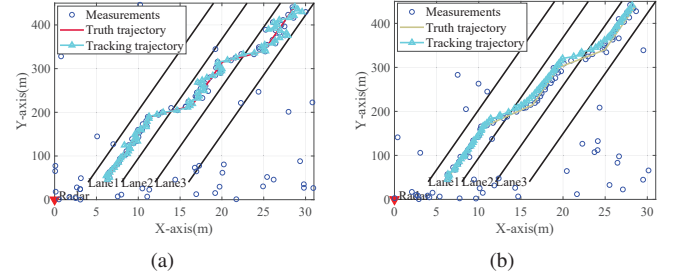 Measurements
Truth trajectory
Tracking trajectory
400
300
200
100
0
Y-axis(m)
Lane1 Lane2 Lane3
Radar
0 5 10 15 20 25 30
X-axis(m)
(a)
Measurements
Truth trajectory
Tracking trajectory
400
300
200
100
0
Y-axis(m)
Lane1 Lane2 Lane3
Radar
0 5 10 15 20 25 30
X-axis(m)
(b)